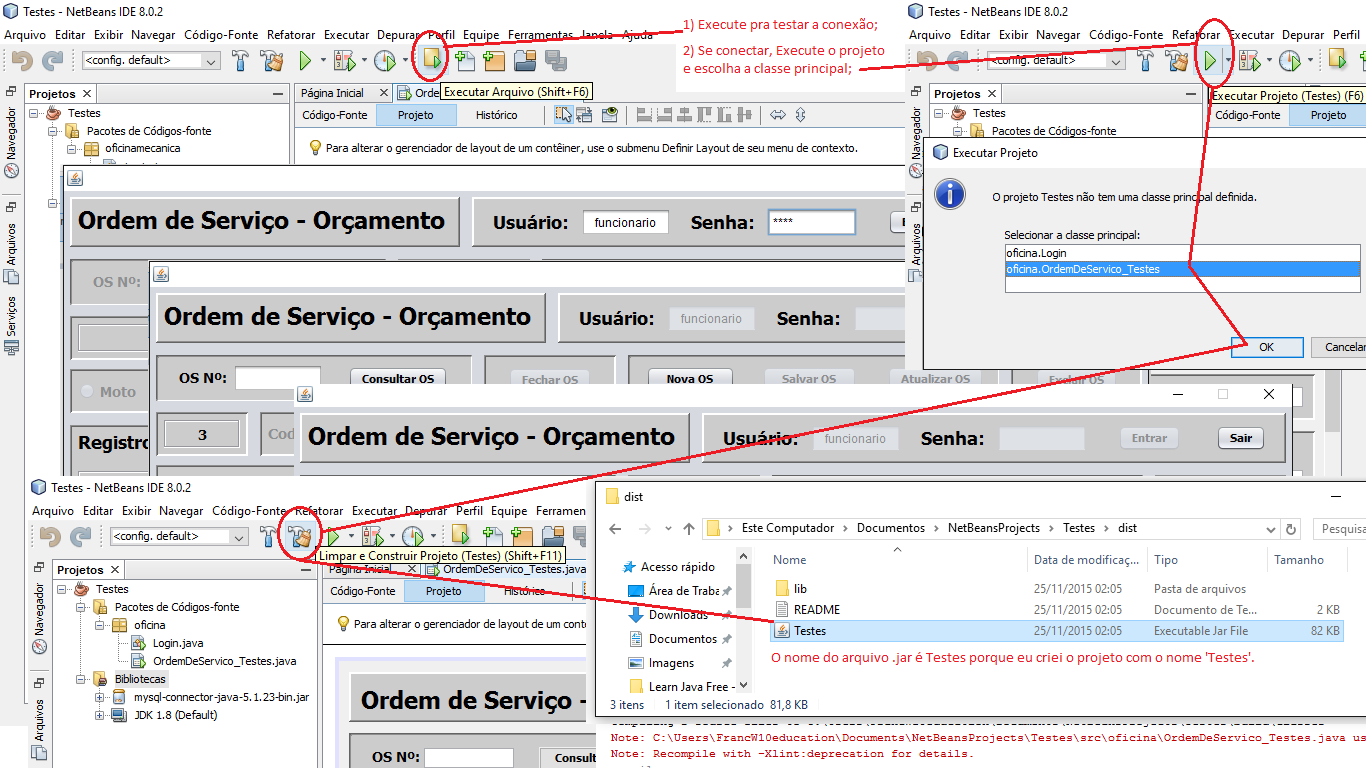 Testes - NetBeans IDE 8.0.2
Arquivo Editar Exibir Navegar Código-Fonte Refatorar Executar Depurar Perfil Equipe Ferramentas Janela Ajuda
<config. default>
1) Execute pra testar a conexão;
2) Se conectar, Execute o projeto
e escolha a classe principal;
Executar Arquivo (Shift+F6)
Projetos
Página Inicial
Código-Fonte Projeto Histórico
Para alterar o gerenciador de layout de um contêiner, use o submenu Definir Layout de seu menu de contexto.
Navegador
Arquivos
Serviços
Testes
Pacotes de Códigos-fonte
oficinamecanica
Testes - NetBeans IDE 8.0.2
Arquivo Editar Exibir Navegar Código-Fonte Refatorar Executar Depurar Perfil
<config. default>
Executar Projeto (Testes) (F6)
Projetos
Código-Fonte Projeto
Navegador
Arquivos
Testes
Pacotes de Códigos-fonte
Executar Projeto
O projeto Testes não tem uma classe principal definida.
Selecionar a classe principal:
oficina.Login
oficina.OrdemDeServico_Testes
OK Cancelar
Ordem de Serviço - Orçamento Usuário: funcionario Senha: ****
OS Nº:
Moto
Registro
Ordem de Serviço - Orçamento Usuário: funcionario Senha:
OS Nº: Consultar OS Fechar OS Nova OS Salvar OS Atualizar OS Excluir OS
3
Ordem de Serviço - Orçamento Usuário: funcionario Senha: Entrar Sair
Testes - NetBeans IDE 8.0.2
Arquivo Editar Exibir Navegar Código-Fonte Refatorar Executar Depurar Perfil Equipe
<config. default>
Limpar e Construir Projeto (Testes) (Shift+F11)
Projetos
Página Inicial OrdemDeServico_Testes.java
Código-Fonte Projeto Histórico
Para alterar o gerenciador de layout de um
Navegador
Arquivos
Testes
Pacotes de Códigos-fonte
oficina
Login.java
OrdemDeServico_Testes.java
Bibliotecas
mysql-connector-java-5.1.23-bin.jar
JDK 1.8 (Default)
Ordem de Serviço -
OS Nº:
dist
Este Computador Documentos NetBeansProjects Testes dist
Acesso rápido
Downloads
Documentos
Imagens
Learn Java Free -
Nome Data de modificaç... Tipo Tamanho
lib 25/11/2015 02:05 Pasta de arquivos
README 25/11/2015 02:05 Documento de Te... 2 KB
Testes 25/11/2015 02:05 Executable Jar File 82 KB
O nome do arquivo .jar é Testes porque eu criei o projeto com o nome 'Testes'.
3 itens 1 item selecionado 81,8 KB
Note: C:\Users\FrancW10education\Documents\NetBeansProjects\Testes\src\oficina\OrdemDeServico_Testes.java
Note: Recompile with -Xlint:deprecation for details.